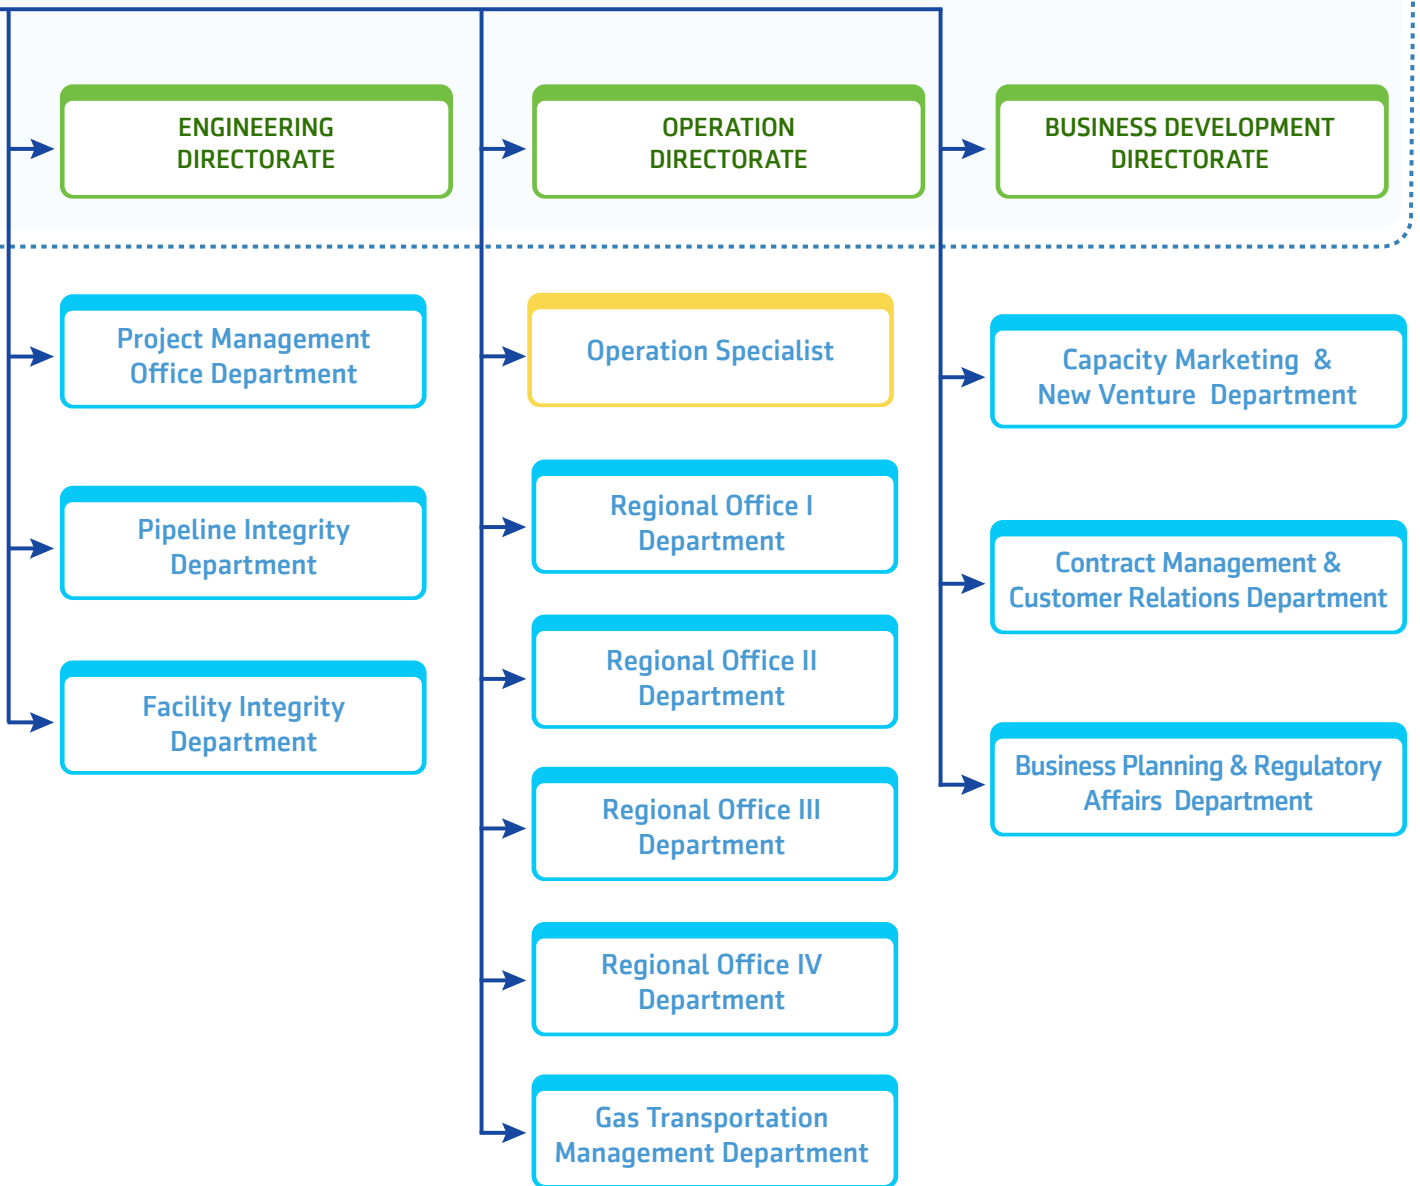 ENGINEERING
DIRECTORATE
Project Management
Office Department
Pipeline Integrity
Department
Facility Integrity
Department
OPERATION
DIRECTORATE
Operation Specialist
Regional Office I
Department
Regional Office II
Department
Regional Office III
Department
Regional Office IV
Department
Gas Transportation
Management Department
BUSINESS DEVELOPMENT
DIRECTORATE
Capacity Marketing &
New Venture Department
Contract Management &
Customer Relations Department
Business Planning & Regulatory
Affairs Department